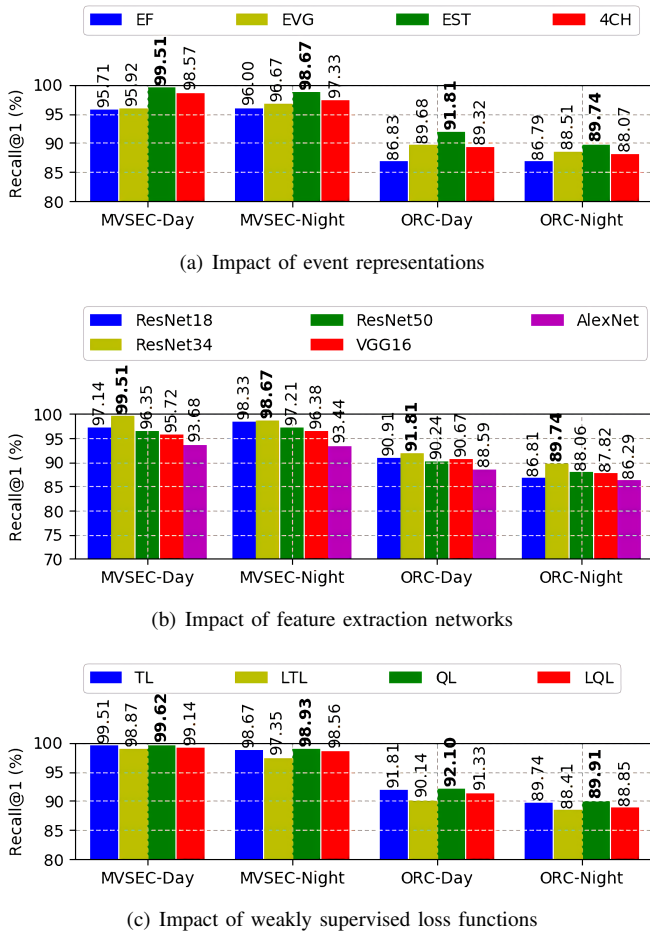 EF EVG EST 4CH
95.71 95.92 99.51 98.57 96.00 96.67 98.67 97.33 86.83 89.68 91.81 89.32 86.79 88.51 89.74 88.07
Recall@1 (%)
100
95
90
85
80
MVSEC-Day MVSEC-Night ORC-Day ORC-Night
(a) Impact of event representations
ResNet18 ResNet50 AlexNet
ResNet34 VGG16
97.14 99.51 96.35 95.72 93.68 98.33 98.67 97.21 96.38 93.44 90.91 91.81 90.24 90.67 88.59 86.81 89.74 88.06 87.82 86.29
Recall@1 (%)
100
95
90
85
80
75
70
MVSEC-Day MVSEC-Night ORC-Day ORC-Night
(b) Impact of feature extraction networks
TL LTL QL LQL
99.51 98.87 99.62 99.14 98.67 97.35 98.93 98.56 91.81 90.14 92.10 91.33 89.74 88.41 89.91 88.85
Recall@1 (%)
100
95
90
85
80
MVSEC-Day MVSEC-Night ORC-Day ORC-Night
(c) Impact of weakly supervised loss functions